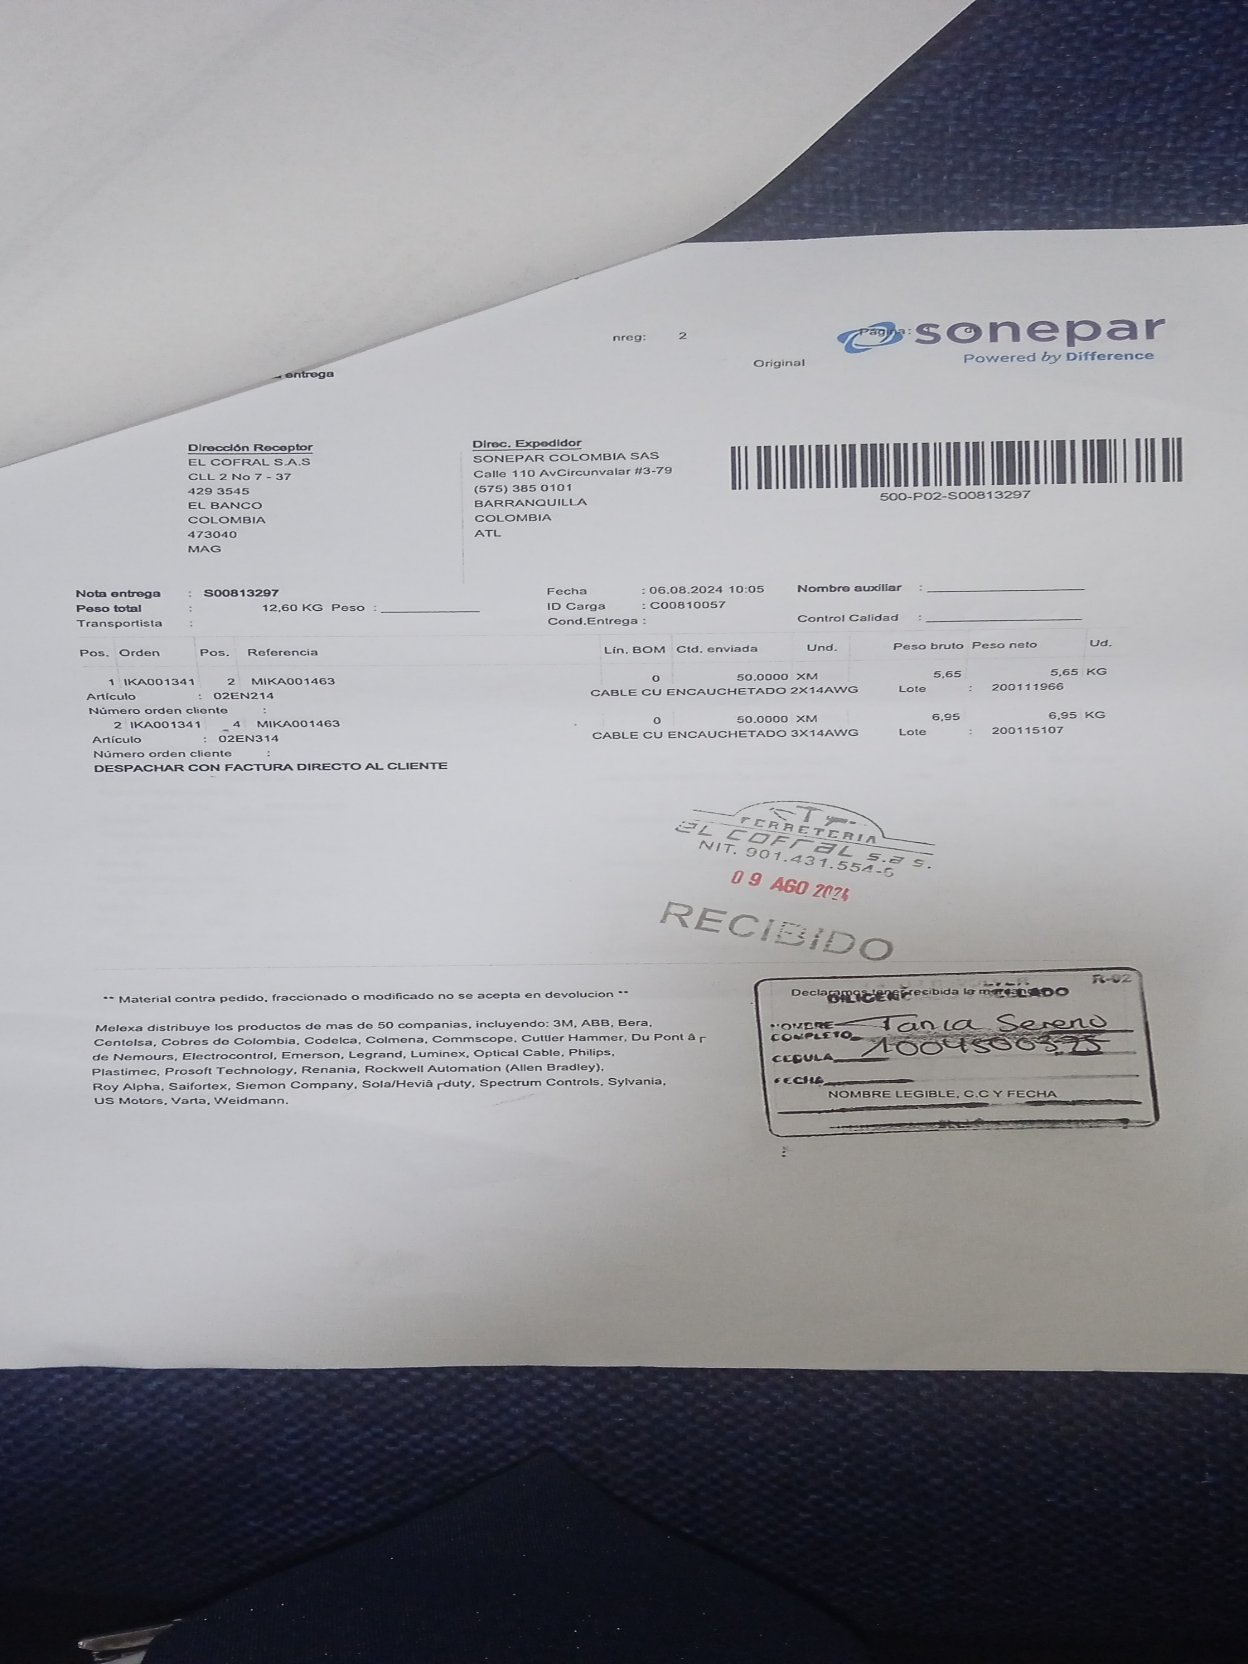 nreg: 2
Página: de
sonepar
Powered by Difference
Original
entrega
Dirección Receptor
EL COFRAL S.A.S
CLL 2 No 7 - 37
429 3545
EL BANCO
COLOMBIA
473040
MAG
Direc. Expedidor
SONEPAR COLOMBIA SAS
Calle 110 AvCircunvalar #3-79
(575) 385 0101
BARRANQUILLA
COLOMBIA
ATL
500-P02-S00813297
Nota entrega : S00813297
Peso total : 12,60 KG Peso :
Transportista :
Fecha : 06.08.2024 10:05
ID Carga : C00810057
Cond.Entrega :
Nombre auxiliar :
Control Calidad :
Pos. Orden Pos. Referencia Lín. BOM Ctd. enviada Und. Peso bruto Peso neto Ud.
1 IKA001341 2 MIKA001463 0 50.0000 XM 5,65 5,65 KG
Artículo : 02EN214 CABLE CU ENCAUCHETADO 2X14AWG Lote : 200111966
Número orden cliente :
2 IKA001341 4 MIKA001463 0 50.0000 XM 6,95 6,95 KG
Artículo : 02EN314 CABLE CU ENCAUCHETADO 3X14AWG Lote : 200115107
Número orden cliente :
DESPACHAR CON FACTURA DIRECTO AL CLIENTE
FERRETERIA
EL COFRAL S.a S.
NIT. 901.431.554-
09 AGO 2024
RECIBIDO
** Material contra pedido, fraccionado o modificado no se acepta en devolucion **
Melexa distribuye los productos de mas de 50 companias, incluyendo: 3M, ABB, Bera,
Centelsa, Cobres de Colombia, Codelca, Colmena, Commscope, Cuttler Hammer, Du Pont â┌
de Nemours, Electrocontrol, Emerson, Legrand, Luminex, Optical Cable, Philips,
Plastimec, Prosoft Technology, Renania, Rockwell Automation (Allen Bradley),
Roy Alpha, Saifortex, Siemon Company, Sola/Heviâ┌duty, Spectrum Controls, Sylvania,
US Motors, Varta, Weidmann.
R-02
Declaramos tener recibida la
NOMBRE Tania Sereno
COMPLETO
CEDULA 1004500375
FECHA
NOMBRE LEGIBLE, C.C Y FECHA